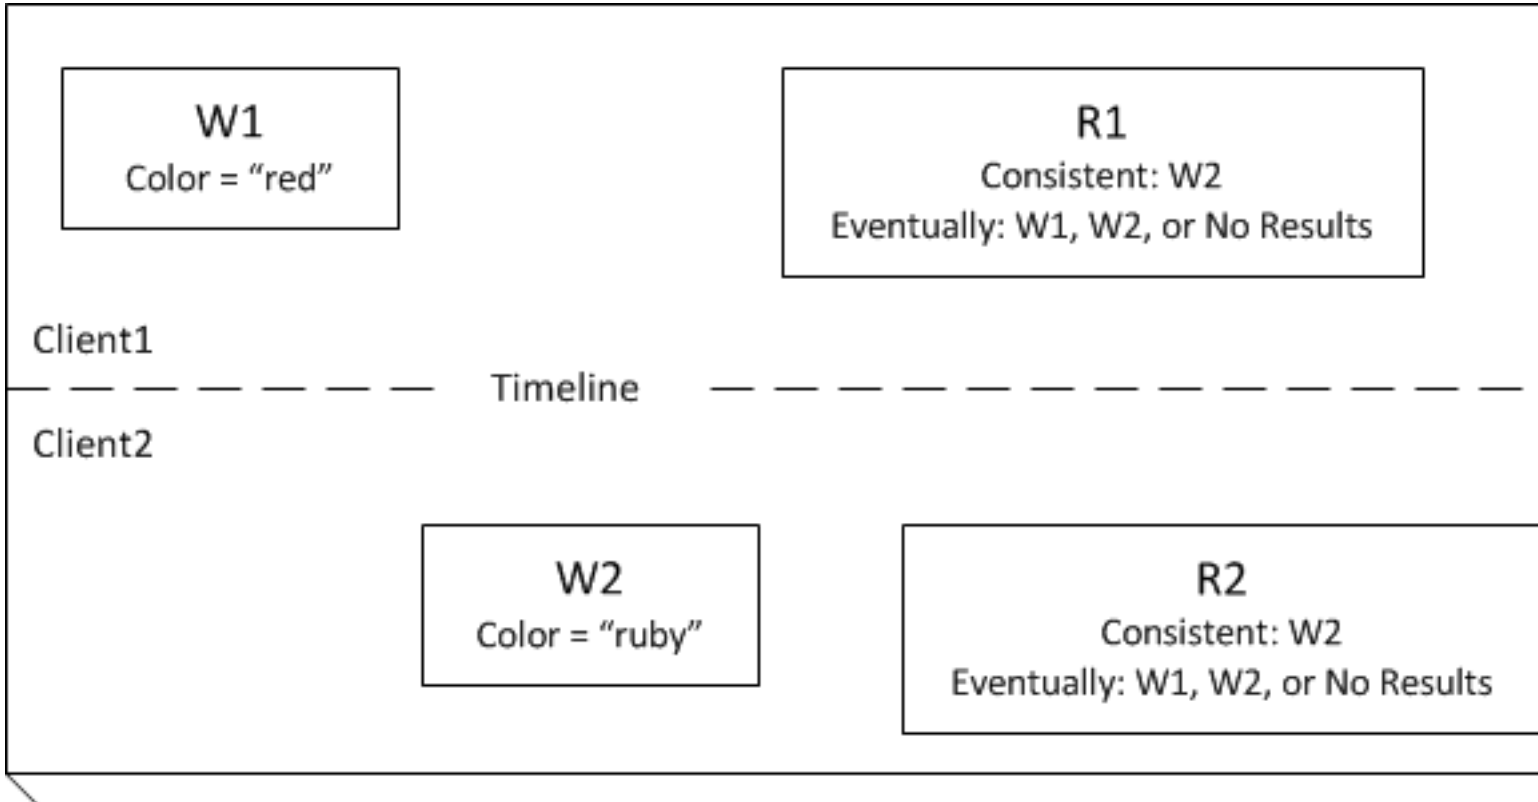 W1
Color = “red”
R1
Consistent: W2
Eventually: W1, W2, or No Results
Client1
Timeline
Client2
W2
Color = “ruby”
R2
Consistent: W2
Eventually: W1, W2, or No Results